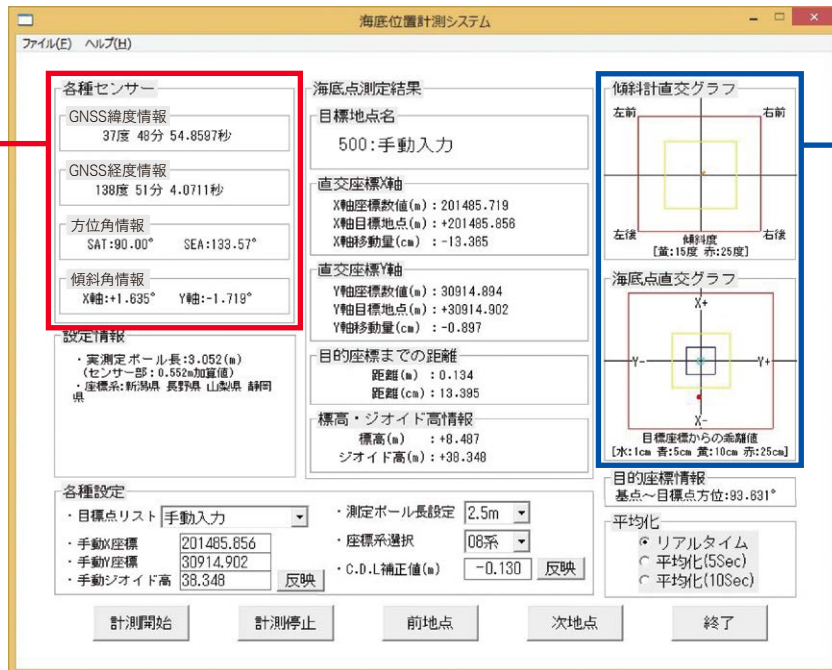 海底位置計測システム
ファイル(F) ヘルプ(H)
各種センサー
GNSS緯度情報
37度 48分 54.8597秒
GNSS経度情報
138度 51分 4.0711秒
方位角情報
SAT:90.00° SEA:133.57°
傾斜角情報
X軸:+1.635° Y軸:-1.719°
設定情報
・実測定ポール長:3.052(m)
(センサー部:0.552m加算値)
・座標系:新潟県 長野県 山梨県 静岡
県
海底点測定結果
目標地点名
500:手動入力
直交座標X軸
X軸座標数値(m):201485.719
X軸目標地点(m):+201485.856
X軸移動量(cm) :-13.365
直交座標Y軸
Y軸座標数値(m):30914.894
Y軸目標地点(m):+30914.902
Y軸移動量(cm) :-0.897
目的座標までの距離
距離(m) :0.134
距離(cm):13.395
標高・ジオイド高情報
標高(m) :+8.487
ジオイド高(m):+38.348
傾斜計直交グラフ
左前 右前
左後 右後
傾斜度
[黄:15度 赤:25度]
海底点直交グラフ
X+
Y- Y+
X-
目標座標からの乖離値
[水:1cm 青:5cm 黄:10cm 赤:25cm]
目的座標情報
基点～目標点方位:93.631°
各種設定
・目標点リスト 手動入力
・手動X座標 201485.856
・手動Y座標 30914.902
・手動ジオイド高 38.348 反映
・測定ポール長設定 2.5m
・座標系選択 08系
・C.D.L補正値(m) -0.130 反映
平均化
リアルタイム
平均化(5Sec)
平均化(10Sec)
計測開始 計測停止 前地点 次地点 終了